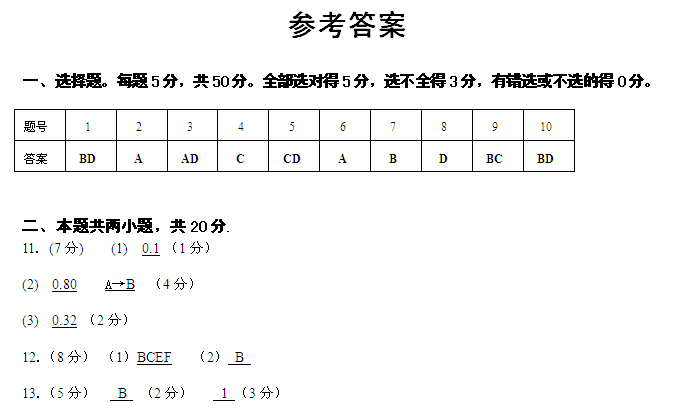 参考答案
一、选择题。每题5分，共50分。全部选对得5分，选不全得3分，有错选或不选的得0分。
题号 1 2 3 4 5 6 7 8 9 10
答案 BD A AD C CD A B D BC BD
二、本题共两小题，共20分.
11．(7分) (1) 0.1（1分）
(2) 0.80 A→B （4分）
(3) 0.32（2分）
12．（8分）（1）BCEF （2） B
13．（5分） B （2分） 1（3分）